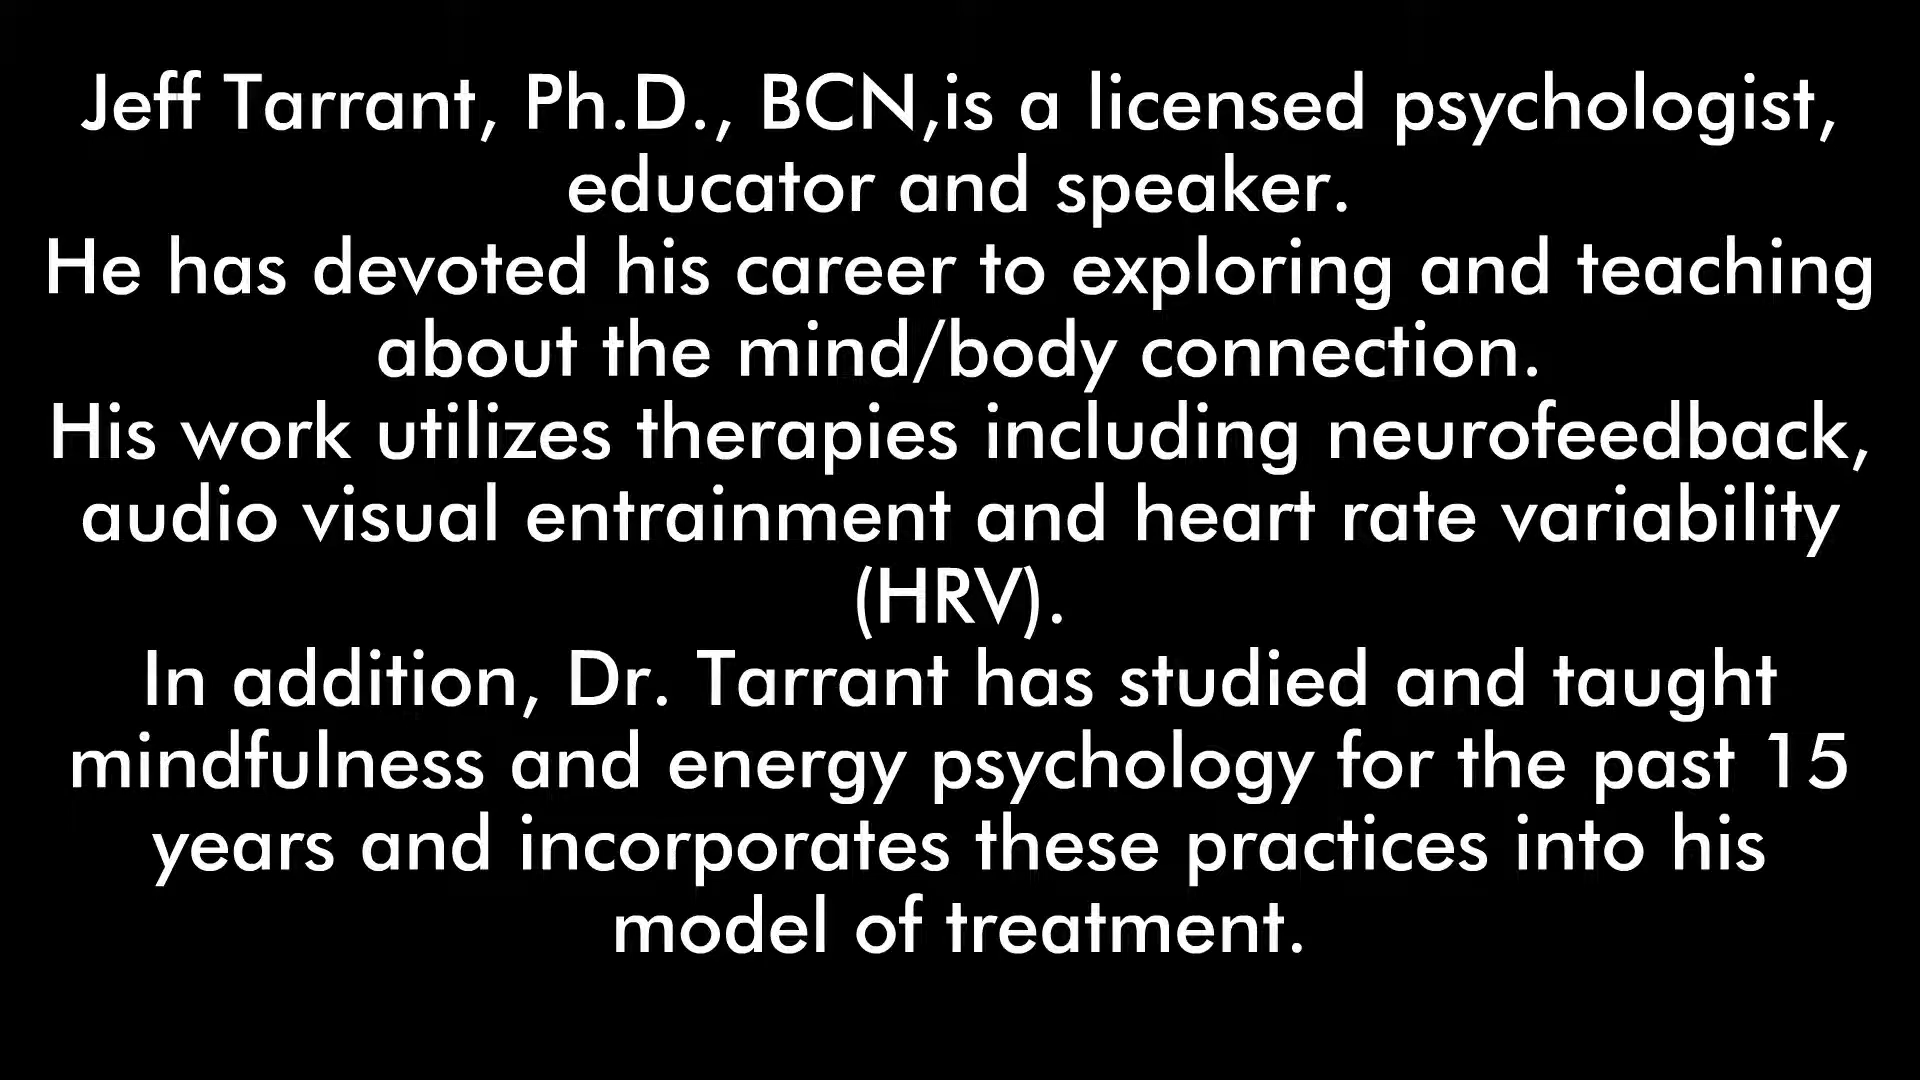 Jeff Tarrant, Ph.D., BCN,is a licensed psychologist,
educator and speaker.
He has devoted his career to exploring and teaching
about the mind/body connection.
His work utilizes therapies including neurofeedback,
audio visual entrainment and heart rate variability
(HRV).
In addition, Dr. Tarrant has studied and taught
mindfulness and energy psychology for the past 15
years and incorporates these practices into his
model of treatment.